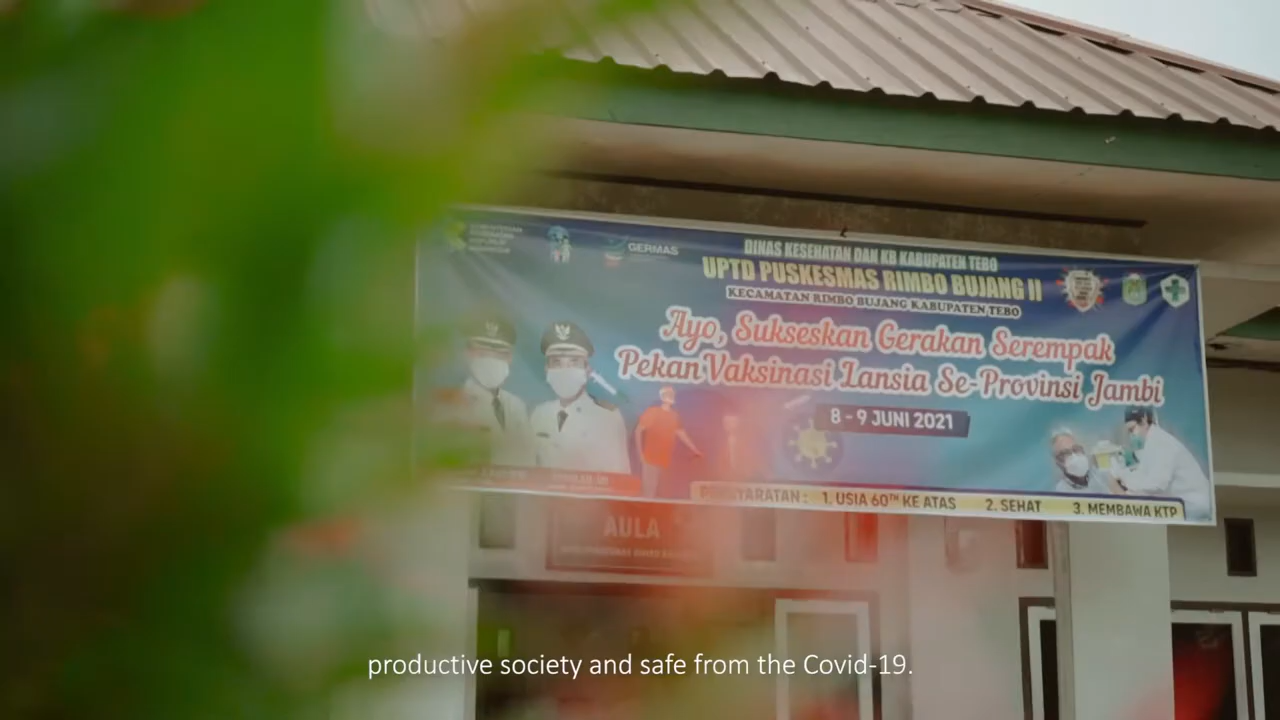 GERMAS
DINAS KESEHATAN DAN KB KABUPATEN TEBO
UPTD PUSKESMAS RIMBO BUJANG II
KECAMATAN RIMBO BUJANG KABUPATEN TEBO
Ayo, Sukseskan Gerakan Serempak
Pekan Vaksinasi Lansia Se-Provinsi Jambi
8 - 9 JUNI 2021
PERSYARATAN : 1. USIA 60TH KE ATAS 2. SEHAT 3. MEMBAWA KTP
AULA
productive society and safe from the Covid-19.